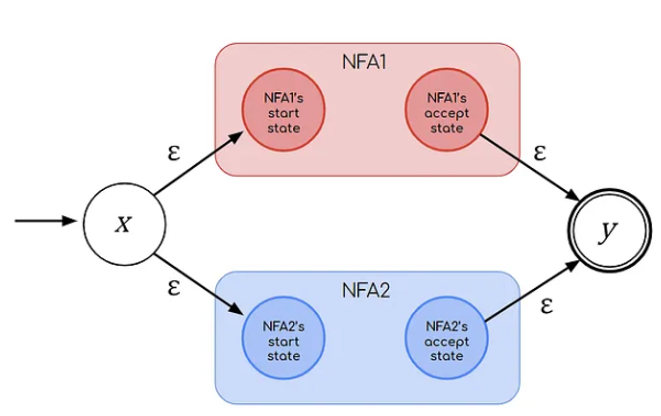 NFA1
NFA1's
start
state
NFA1's
accept
state
ε
ε
x
y
ε
ε
NFA2
NFA2's
start
state
NFA2's
accept
state